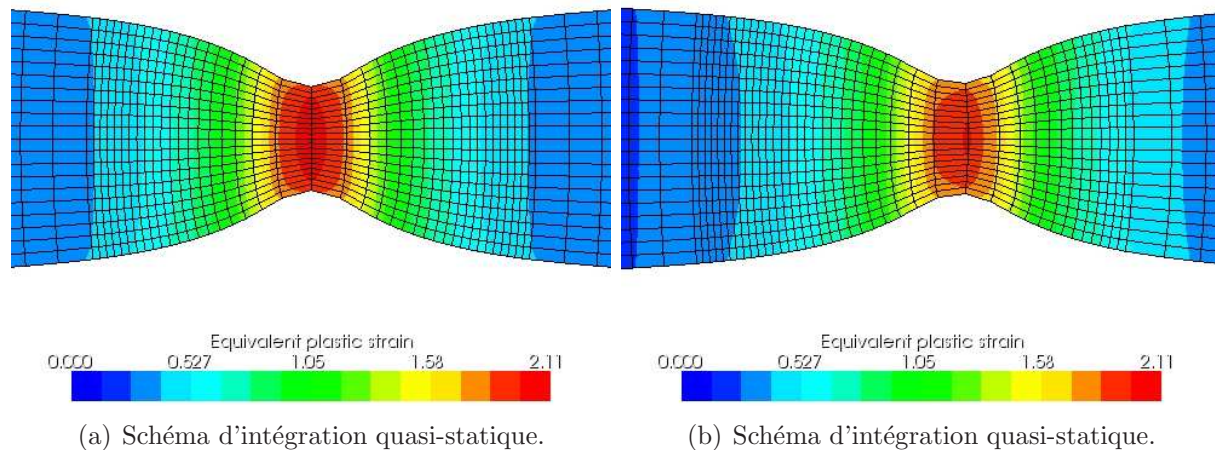 Equivalent plastic strain
0.000 0.527 1.05 1.58 2.11
(a) Schéma d'intégration quasi-statique.
Equivalent plastic strain
0.000 0.527 1.05 1.58 2.11
(b) Schéma d'intégration quasi-statique.